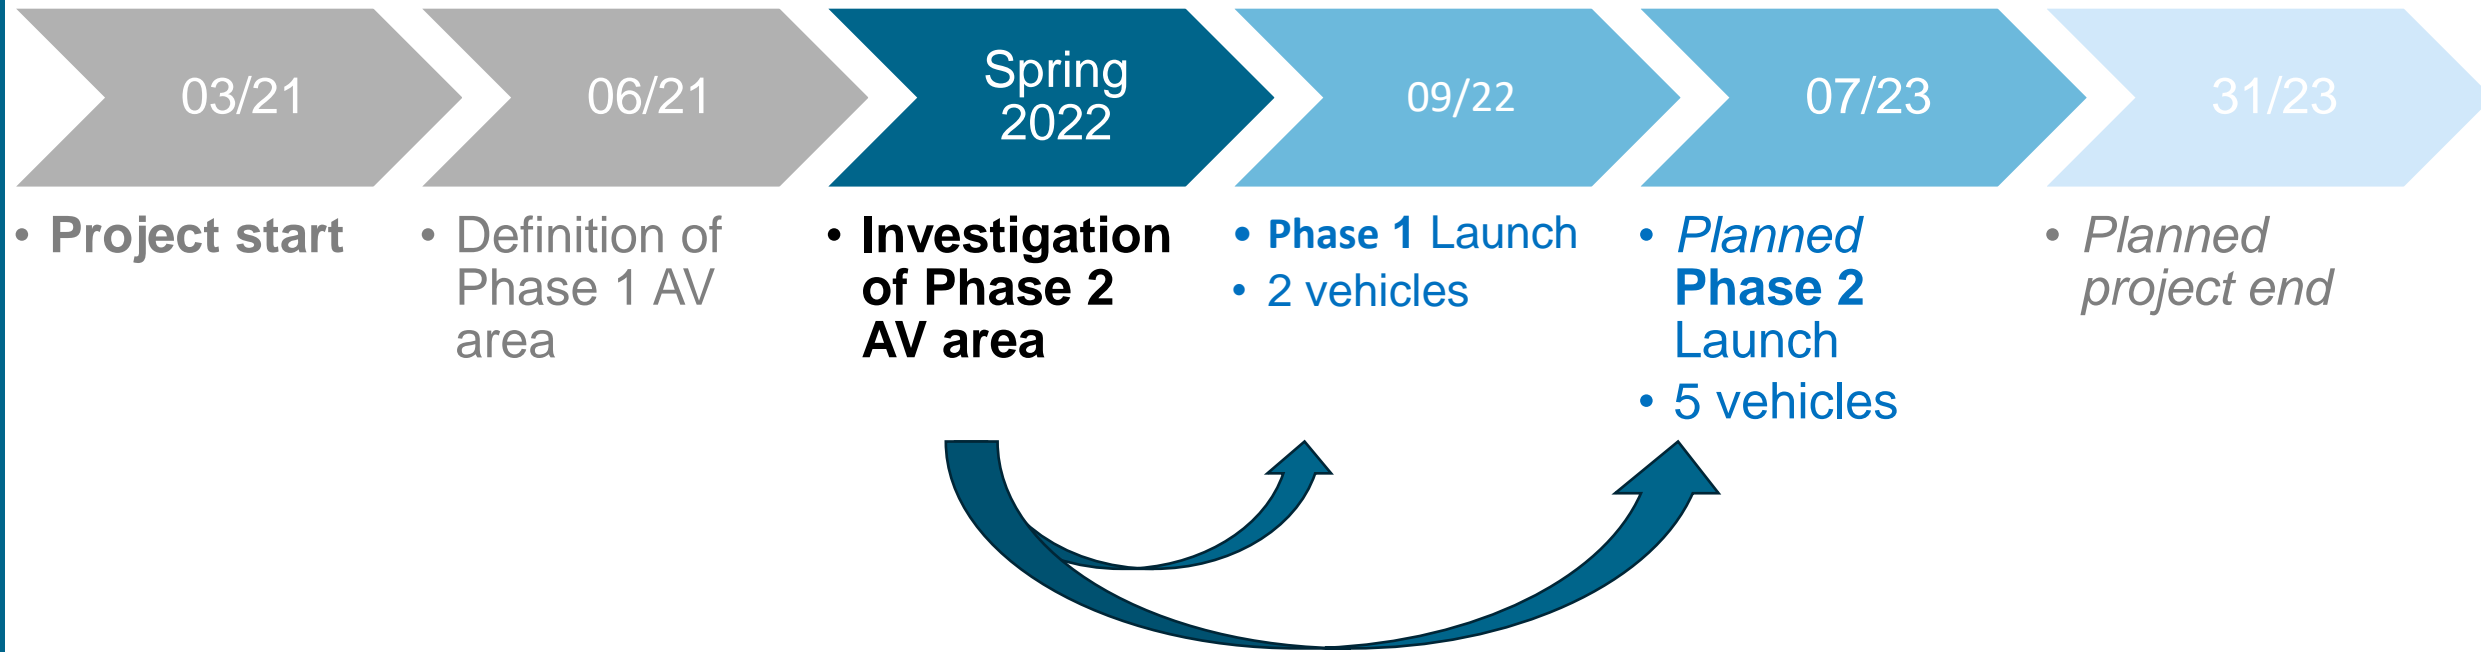 03/21
06/21
Spring
2022
09/22
07/23
31/23
• Project start
• Definition of
Phase 1 AV
area
• Investigation
of Phase 2
AV area
• Phase 1 Launch
• 2 vehicles
• Planned
Phase 2
Launch
• 5 vehicles
• Planned
project end